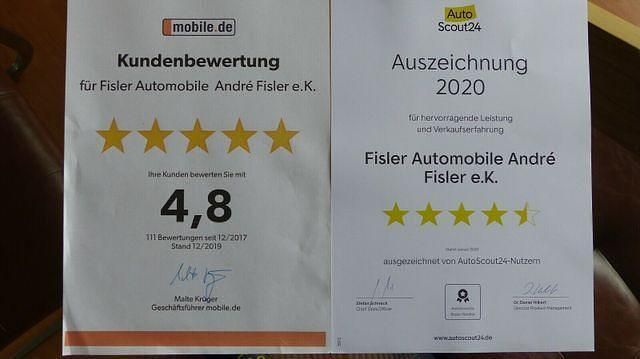 mobile.de
Kundenbewertung
für Fisler Automobile André Fisler e.K.
Ihre Kunden bewerten Sie mit
4,8
111 Bewertungen seit 12/2017
Stand 12/2019
Malte Krüger
Geschäftsführer mobile.de
Auto
Scout24
Auszeichnung
2020
für hervorragende Leistung
und Verkaufserfahrung
Fisler Automobile André
Fisler e.K.
ausgezeichnet von AutoScout24-Nutzern
www.autoscout24.de